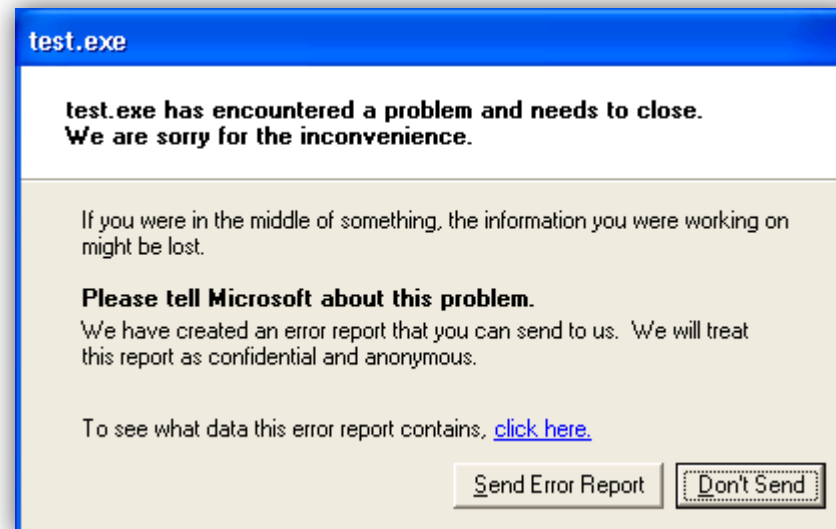 test.exe
test.exe has encountered a problem and needs to close.
We are sorry for the inconvenience.
If you were in the middle of something, the information you were working on
might be lost.
Please tell Microsoft about this problem.
We have created an error report that you can send to us.  We will treat
this report as confidential and anonymous.
To see what data this error report contains, click here.
Send Error Report
Don't Send